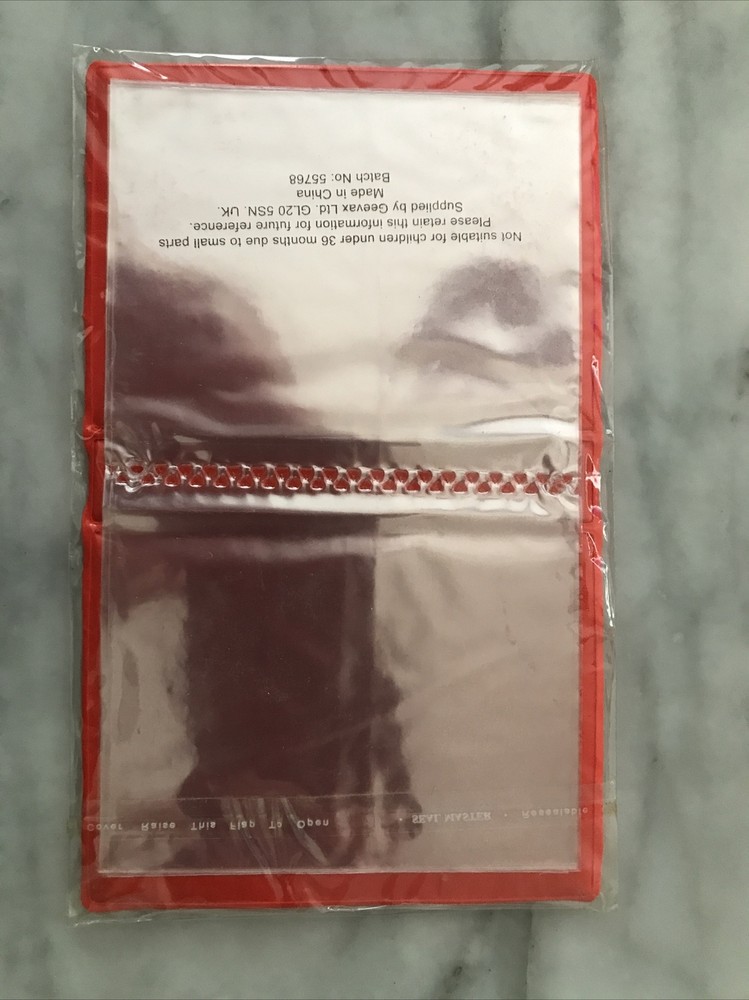 Not suitable for children under 36 months due to small parts
Please retain this information for future reference.
Supplied by Geevax Ltd. GL20 5SN. UK.
Made in China
Batch No: 55768
Cover Raise This Flap To Open • SEAL MASTER • Resealable